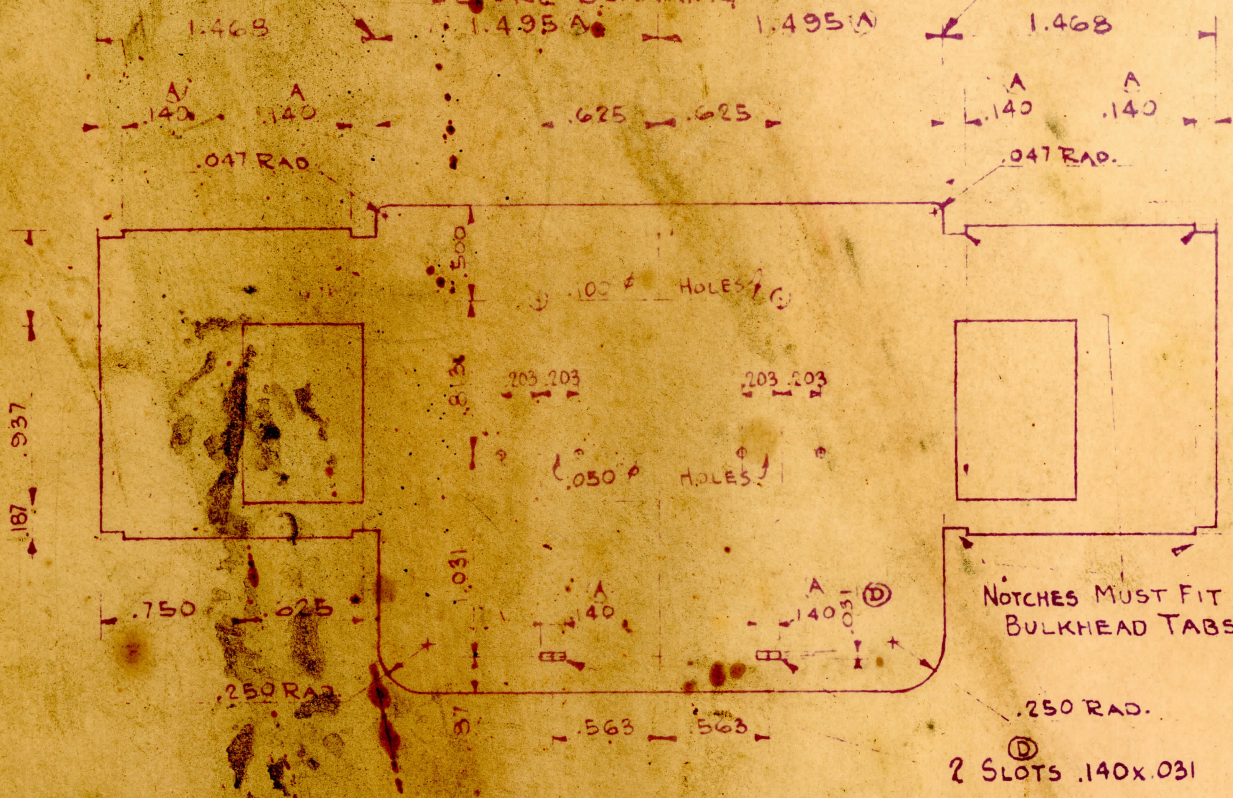 1.468 1.495 A 1.495 A 1.468
A A A A
.140 .140 .625 .625 .140 .140
.047 RAD. .047 RAD.
.500
.100 ϕ HOLES
.203 .203 .203 .203
.813
.937
.050 ϕ HOLES
.187
1.031
A A
.140 .140 .031 D
NOTCHES MUST FIT
BULKHEAD TABS
.750 .625
.250 RAD. .250 RAD.
.563 .563
D
2 SLOTS .140 x .031